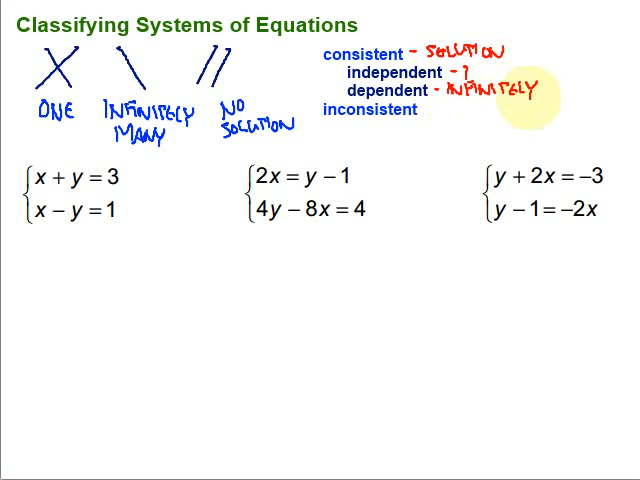 Classifying Systems of Equations
consistent - SOLUTION
independent - 1
dependent - INFINITELY
inconsistent
ONE
INFINITELY MANY
NO SOLUTION
x + y = 3
x − y = 1
2x = y − 1
4y − 8x = 4
y + 2x = −3
y − 1 = −2x